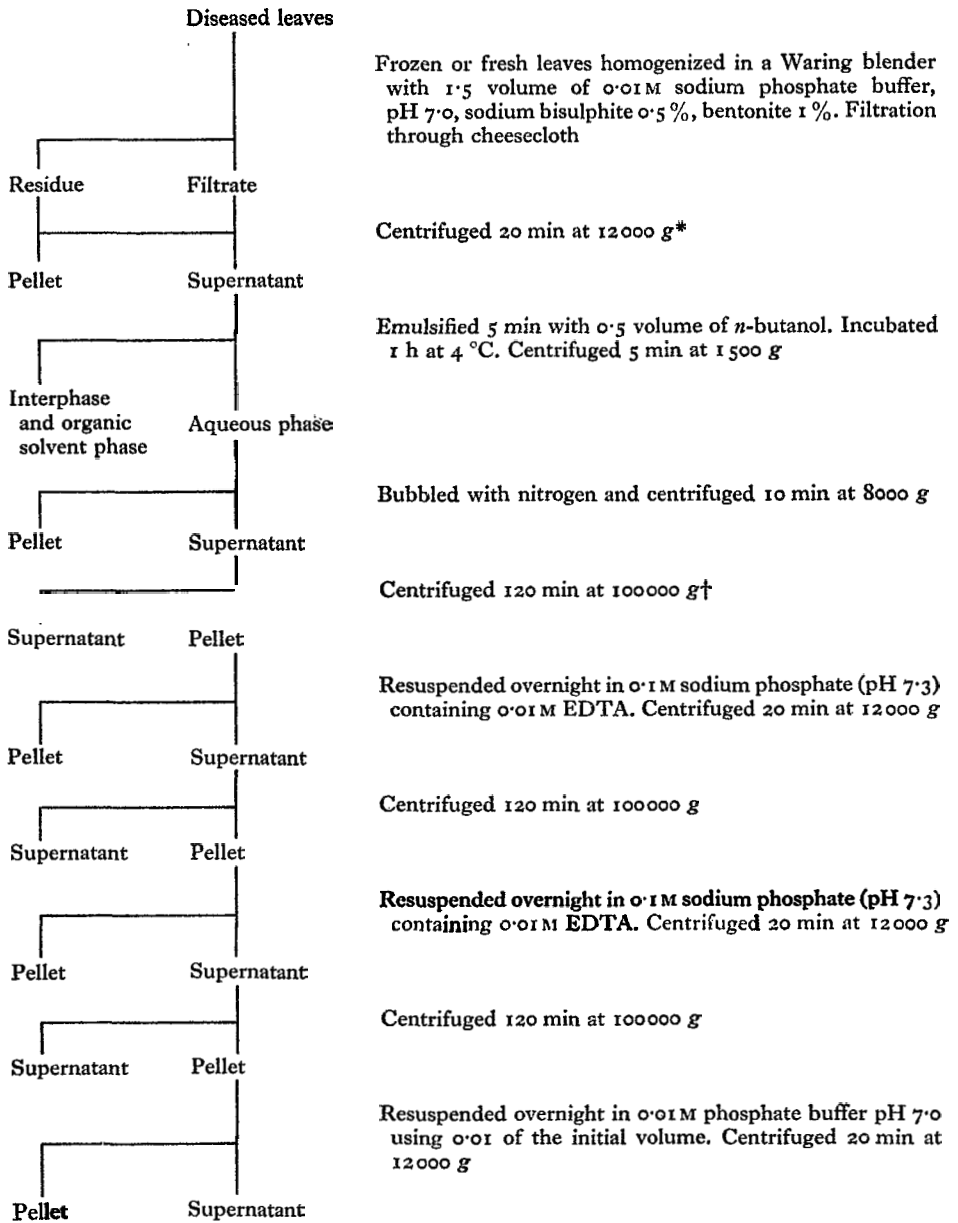 Diseased leaves
Frozen or fresh leaves homogenized in a Waring blender
with 1·5 volume of 0·01 M sodium phosphate buffer,
pH 7·0, sodium bisulphite 0·5 %, bentonite 1 %. Filtration
through cheesecloth
Residue Filtrate
Centrifuged 20 min at 12000 g*
Pellet Supernatant
Emulsified 5 min with 0·5 volume of n-butanol. Incubated
1 h at 4 °C. Centrifuged 5 min at 1500 g
Interphase
and organic
solvent phase
Aqueous phase
Bubbled with nitrogen and centrifuged 10 min at 8000 g
Pellet Supernatant
Centrifuged 120 min at 100000 g†
Supernatant Pellet
Resuspended overnight in 0·1 M sodium phosphate (pH 7·3)
containing 0·01 M EDTA. Centrifuged 20 min at 12000 g
Pellet Supernatant
Centrifuged 120 min at 100000 g
Supernatant Pellet
Resuspended overnight in 0·1 M sodium phosphate (pH 7·3)
containing 0·01 M EDTA. Centrifuged 20 min at 12000 g
Pellet Supernatant
Centrifuged 120 min at 100000 g
Supernatant Pellet
Resuspended overnight in 0·01 M phosphate buffer pH 7·0
using 0·01 of the initial volume. Centrifuged 20 min at
12000 g
Pellet Supernatant